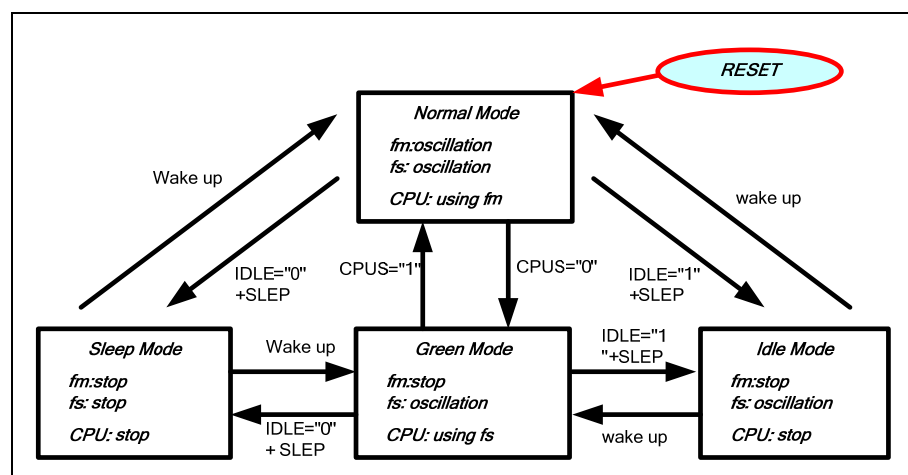 RESET
Normal Mode
fm:oscillation
fs: oscillation
CPU: using fm
Wake up
wake up
IDLE="0"
+SLEP
CPUS="1"
CPUS="0"
IDLE="1"
+SLEP
Sleep Mode
fm:stop
fs: stop
CPU: stop
Wake up
IDLE="0"
+ SLEP
Green Mode
fm:stop
fs: oscillation
CPU: using fs
IDLE="1
"+SLEP
wake up
Idle Mode
fm:stop
fs: oscillation
CPU: stop